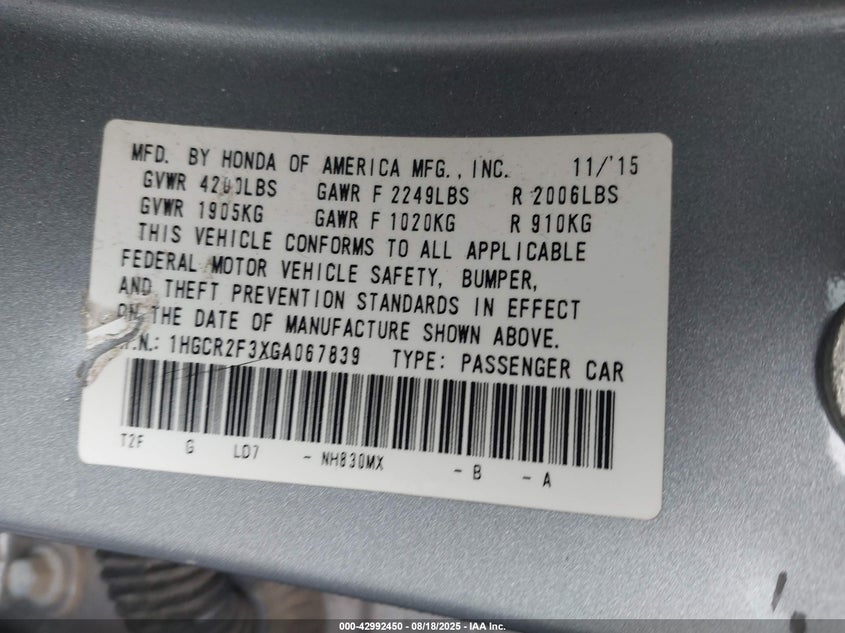 MFD. BY HONDA OF AMERICA MFG., INC. 11/'15
GVWR LBS GAWR F 2249LBS R 2006LBS
GVWR 1905KG GAWR F 1020KG R 910KG
THIS VEHICLE CONFORMS TO ALL APPLICABLE
FEDERAL MOTOR VEHICLE SAFETY, BUMPER,
AND THEFT PREVENTION STANDARDS IN EFFECT
ON THE DATE OF MANUFACTURE SHOWN ABOVE.
1HGCR2F3XGA067839 TYPE: PASSENGER CAR
T2F G LD7 - NH830MX - B - A
000-42992450 - 08/18/2025 - IAA Inc.